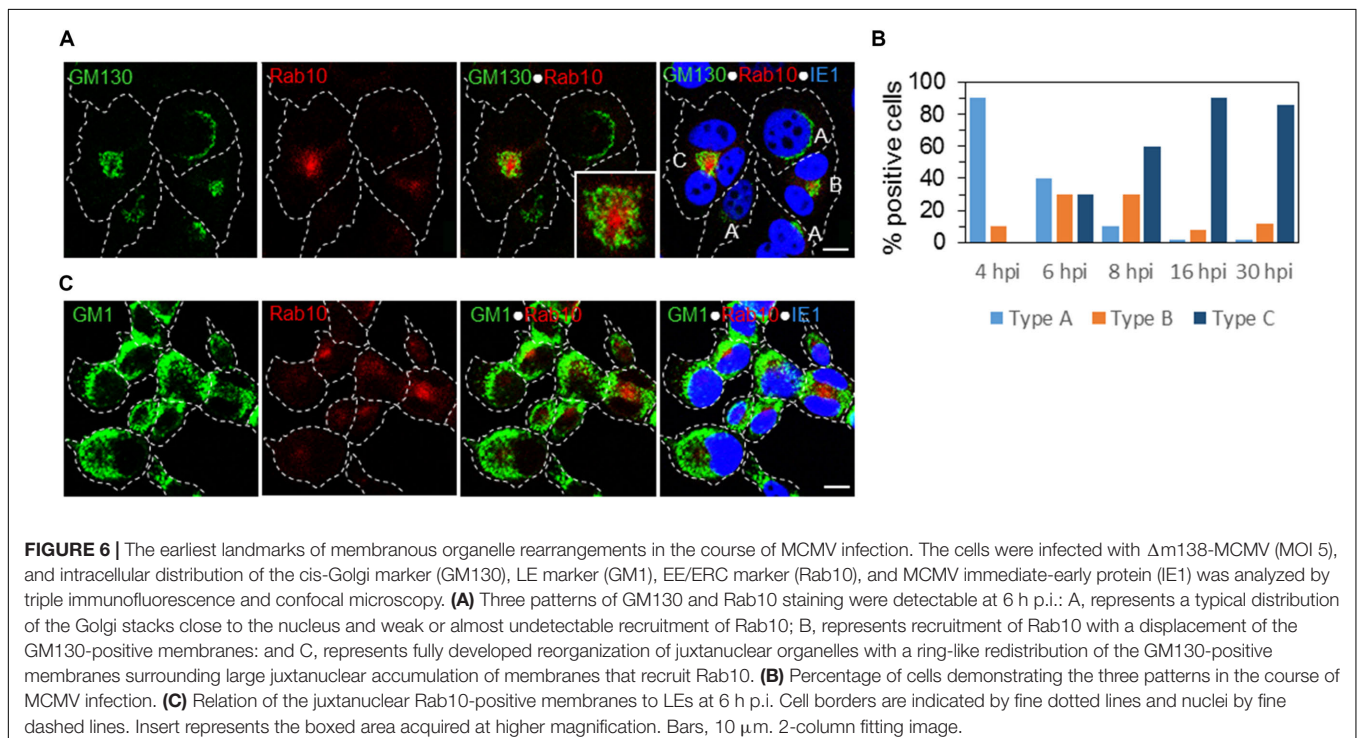 A
GM130
Rab10
GM130●Rab10
GM130●Rab10●IE1
C
A
B
A
A
B
% positive cells
100
80
60
40
20
0
4 hpi 6 hpi 8 hpi 16 hpi 30 hpi
Type A Type B Type C
C
GM1
Rab10
GM1●Rab10
GM1●Rab10●IE1
FIGURE 6 | The earliest landmarks of membranous organelle rearrangements in the course of MCMV infection. The cells were infected with Δm138-MCMV (MOI 5),
and intracellular distribution of the cis-Golgi marker (GM130), LE marker (GM1), EE/ERC marker (Rab10), and MCMV immediate-early protein (IE1) was analyzed by
triple immunofluorescence and confocal microscopy. (A) Three patterns of GM130 and Rab10 staining were detectable at 6 h p.i.: A, represents a typical distribution
of the Golgi stacks close to the nucleus and weak or almost undetectable recruitment of Rab10; B, represents recruitment of Rab10 with a displacement of the
GM130-positive membranes: and C, represents fully developed reorganization of juxtanuclear organelles with a ring-like redistribution of the GM130-positive
membranes surrounding large juxtanuclear accumulation of membranes that recruit Rab10. (B) Percentage of cells demonstrating the three patterns in the course of
MCMV infection. (C) Relation of the juxtanuclear Rab10-positive membranes to LEs at 6 h p.i. Cell borders are indicated by fine dotted lines and nuclei by fine
dashed lines. Insert represents the boxed area acquired at higher magnification. Bars, 10 μm. 2-column fitting image.